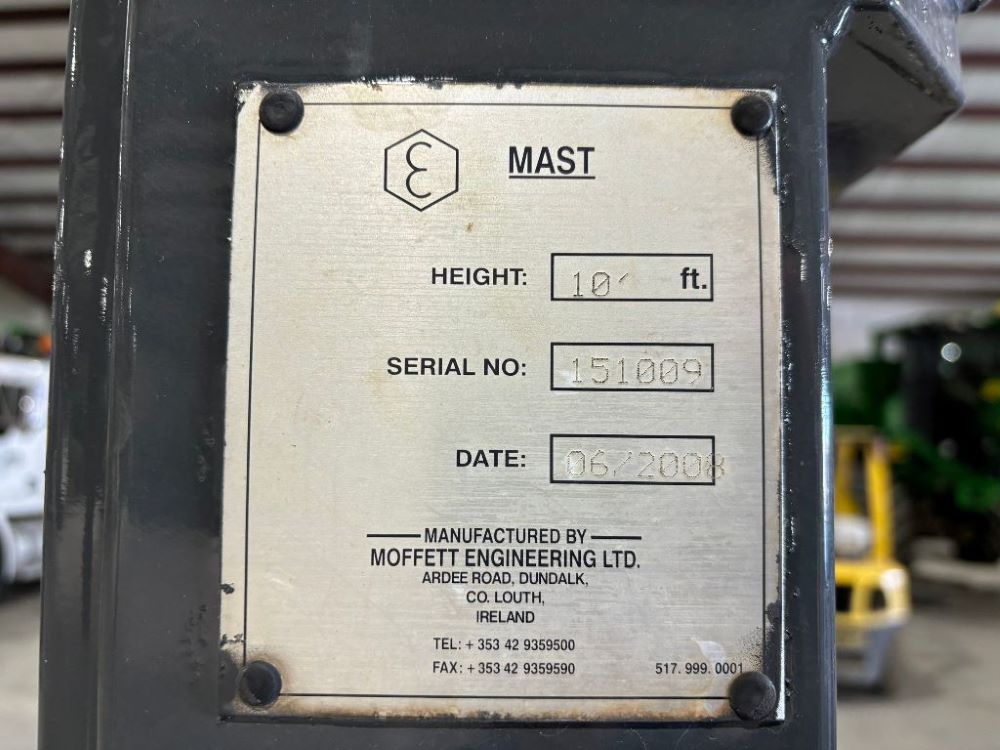 MAST
HEIGHT: 10' ft.
SERIAL NO: 151009
DATE: 06/2008
MANUFACTURED BY
MOFFETT ENGINEERING LTD.
ARDEE ROAD, DUNDALK,
CO. LOUTH,
IRELAND
TEL: + 353 42 9359500
FAX: + 353 42 9359590 517. 999. 0001